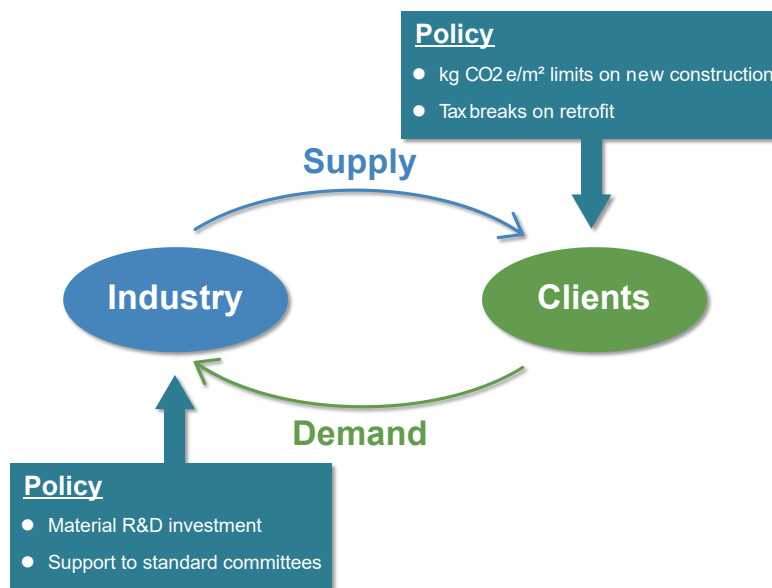 Policy
kg CO2 e/m² limits on new construction
Tax breaks on retrofit
Supply
Industry
Clients
Demand
Policy
Material R&D investment
Support to standard committees